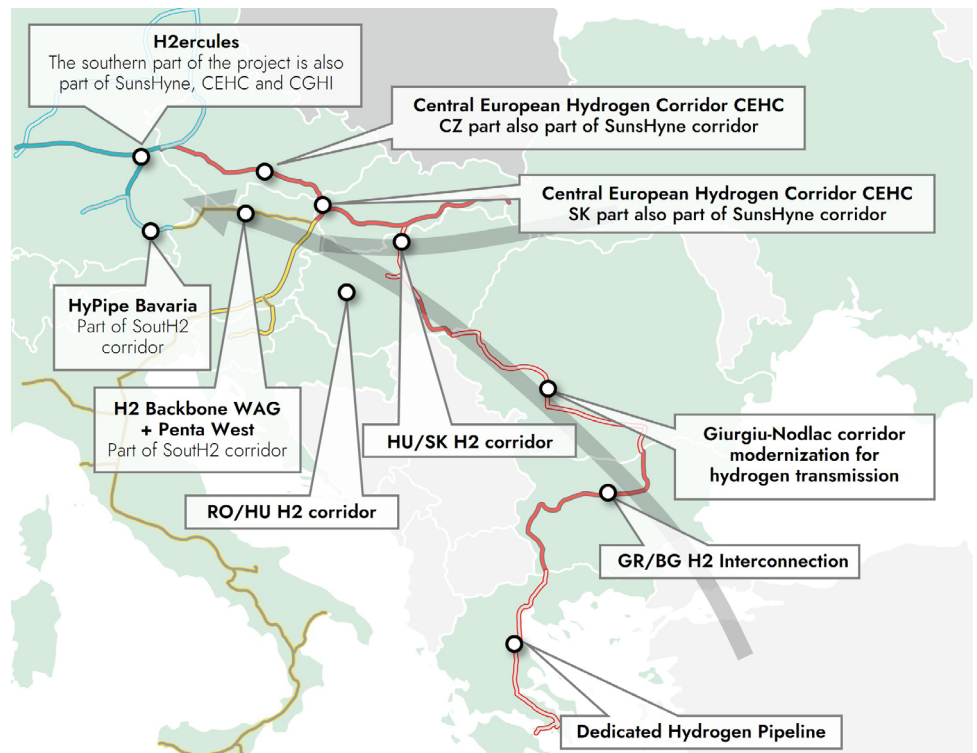 H2ercules
The southern part of the project is also
part of SunsHyne, CEHC and CGHI
Central European Hydrogen Corridor CEHC
CZ part also part of SunsHyne corridor
Central European Hydrogen Corridor CEHC
SK part also part of SunsHyne corridor
HyPipe Bavaria
Part of SoutH2
corridor
H2 Backbone WAG
+ Penta West
Part of SoutH2 corridor
HU/SK H2 corridor
Giurgiu-Nodlac corridor
modernization for
hydrogen transmission
RO/HU H2 corridor
GR/BG H2 Interconnection
Dedicated Hydrogen Pipeline